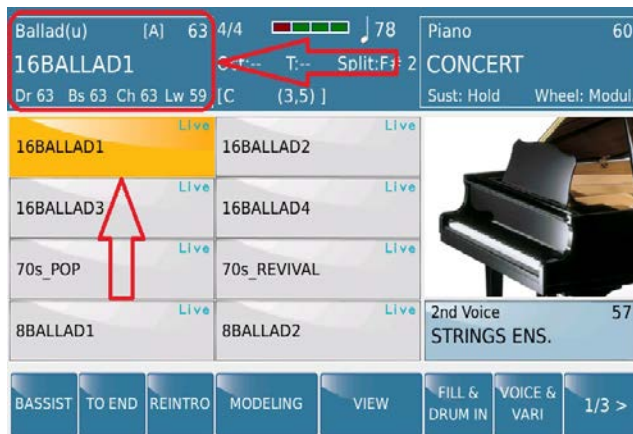 Ballad(u) [A] 63
16BALLAD1
Dr 63 Bs 63 Ch 63 Lw 59
4/4 78
T:-- Split:F# 2
[C (3,5) ]
Piano 60
CONCERT
Sust: Hold Wheel: Modul
Live
16BALLAD1
Live
16BALLAD2
Live
16BALLAD3
Live
16BALLAD4
Live
70s_POP
Live
70s_REVIVAL
Live
8BALLAD1
Live
8BALLAD2
2nd Voice 57
STRINGS ENS.
BASSIST
TO END
REINTRO
MODELING
VIEW
FILL &
DRUM IN
VOICE &
VARI
1/3 >